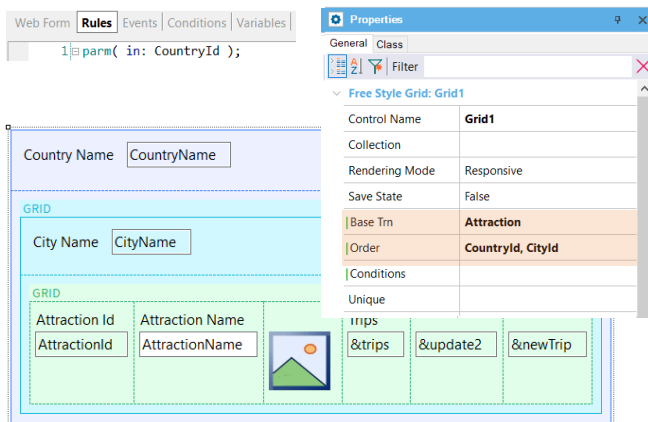 Web Form Rules Events Conditions Variables
1 parm( in: CountryId );
Country Name CountryName
GRID
City Name CityName
GRID
Attraction Id Attraction Name Trips
AttractionId AttractionName &trips &update2 &newTrip
Properties
General Class
Filter
Free Style Grid: Grid1
Control Name Grid1
Collection
Rendering Mode Responsive
Save State False
Base Trn Attraction
Order CountryId, CityId
Conditions
Unique